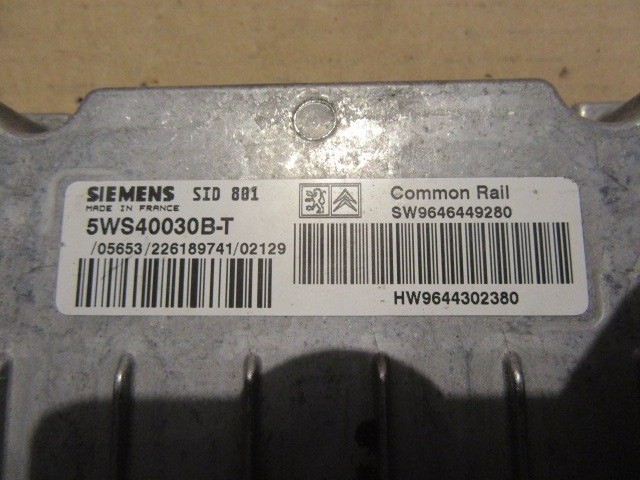 SIEMENS SID 801
MADE IN FRANCE
5WS40030B-T
/05653/226189741/02129
Common Rail
SW9646449280
HW9644302380